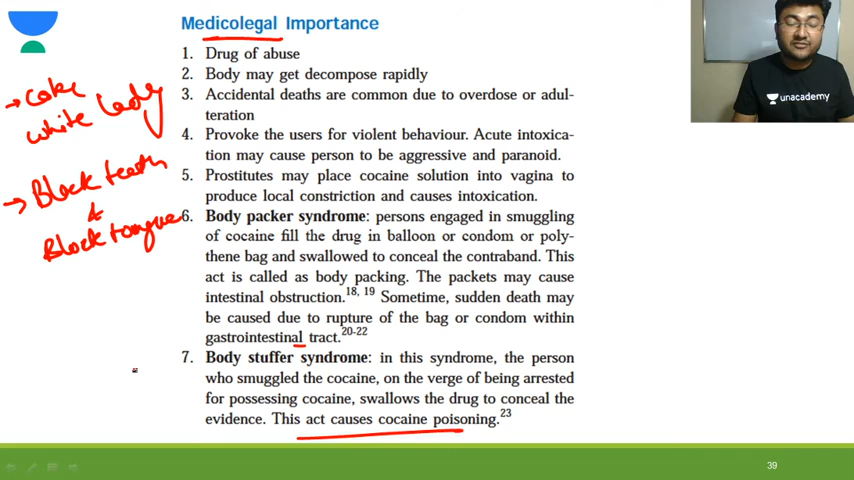 Medicolegal Importance
1. Drug of abuse
2. Body may get decompose rapidly
3. Accidental deaths are common due to overdose or adul-
teration
4. Provoke the users for violent behaviour. Acute intoxica-
tion may cause person to be aggressive and paranoid.
5. Prostitutes may place cocaine solution into vagina to
produce local constriction and causes intoxication.
6. Body packer syndrome: persons engaged in smuggling
of cocaine fill the drug in balloon or condom or poly-
thene bag and swallowed to conceal the contraband. This
act is called as body packing. The packets may cause
intestinal obstruction.18, 19 Sometime, sudden death may
be caused due to rupture of the bag or condom within
gastrointestinal tract.20-22
7. Body stuffer syndrome: in this syndrome, the person
who smuggled the cocaine, on the verge of being arrested
for possessing cocaine, swallows the drug to conceal the
evidence. This act causes cocaine poisoning.23
→ Coke
white lady
→ Black teeth
&
Black tongue
unacademy
39